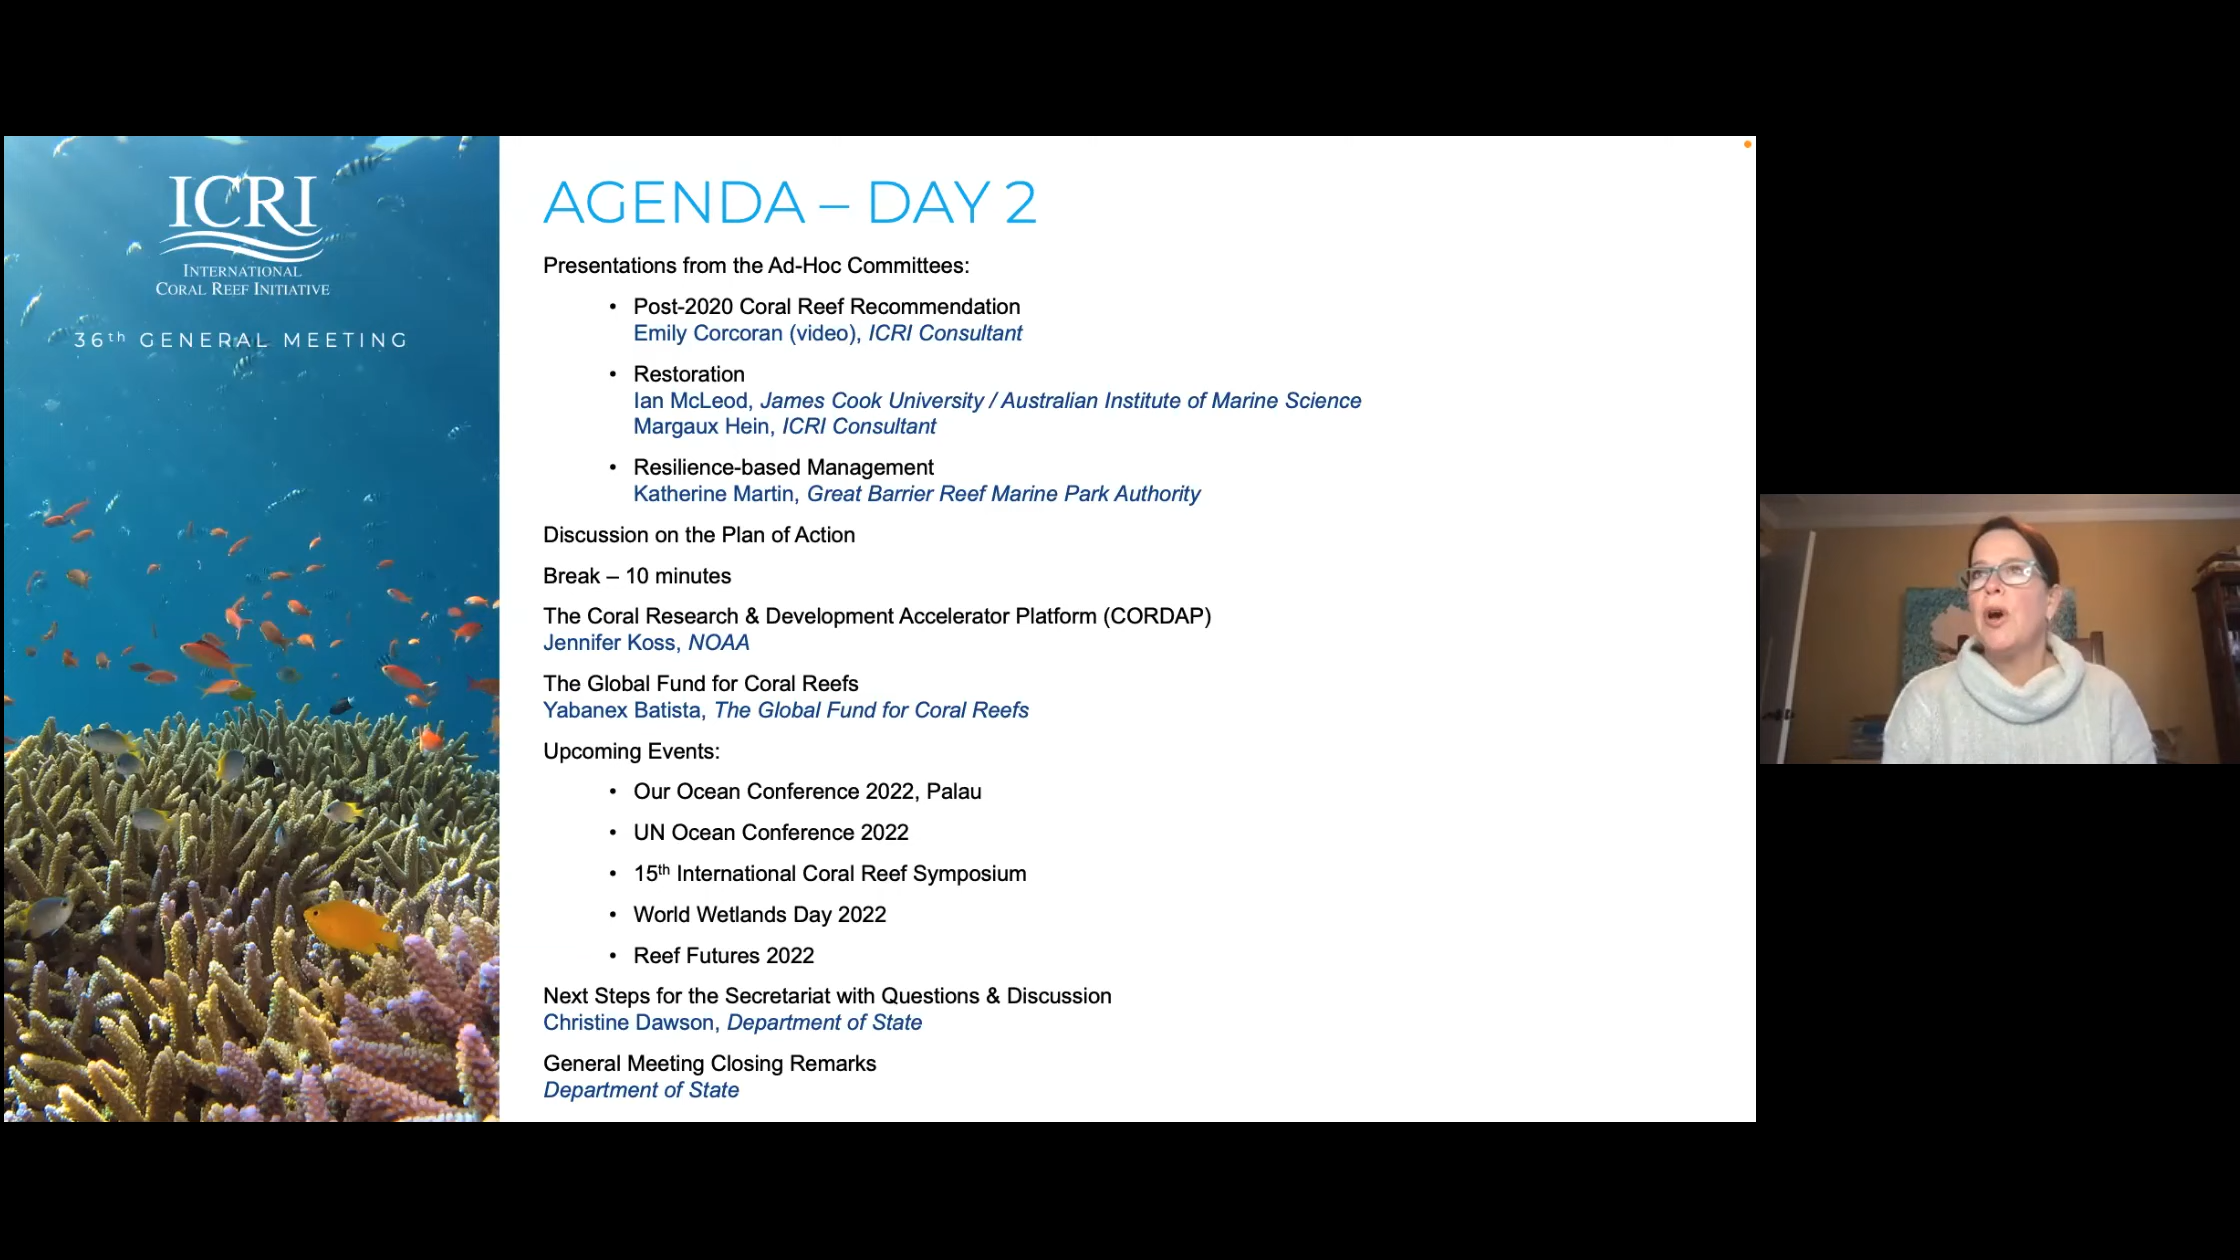 ICRI
INTERNATIONAL
CORAL REEF INITIATIVE
36th GENERAL MEETING
AGENDA – DAY 2
Presentations from the Ad-Hoc Committees:
• Post-2020 Coral Reef Recommendation
Emily Corcoran (video), ICRI Consultant
• Restoration
Ian McLeod, James Cook University / Australian Institute of Marine Science
Margaux Hein, ICRI Consultant
• Resilience-based Management
Katherine Martin, Great Barrier Reef Marine Park Authority
Discussion on the Plan of Action
Break – 10 minutes
The Coral Research & Development Accelerator Platform (CORDAP)
Jennifer Koss, NOAA
The Global Fund for Coral Reefs
Yabanex Batista, The Global Fund for Coral Reefs
Upcoming Events:
• Our Ocean Conference 2022, Palau
• UN Ocean Conference 2022
• 15th International Coral Reef Symposium
• World Wetlands Day 2022
• Reef Futures 2022
Next Steps for the Secretariat with Questions & Discussion
Christine Dawson, Department of State
General Meeting Closing Remarks
Department of State